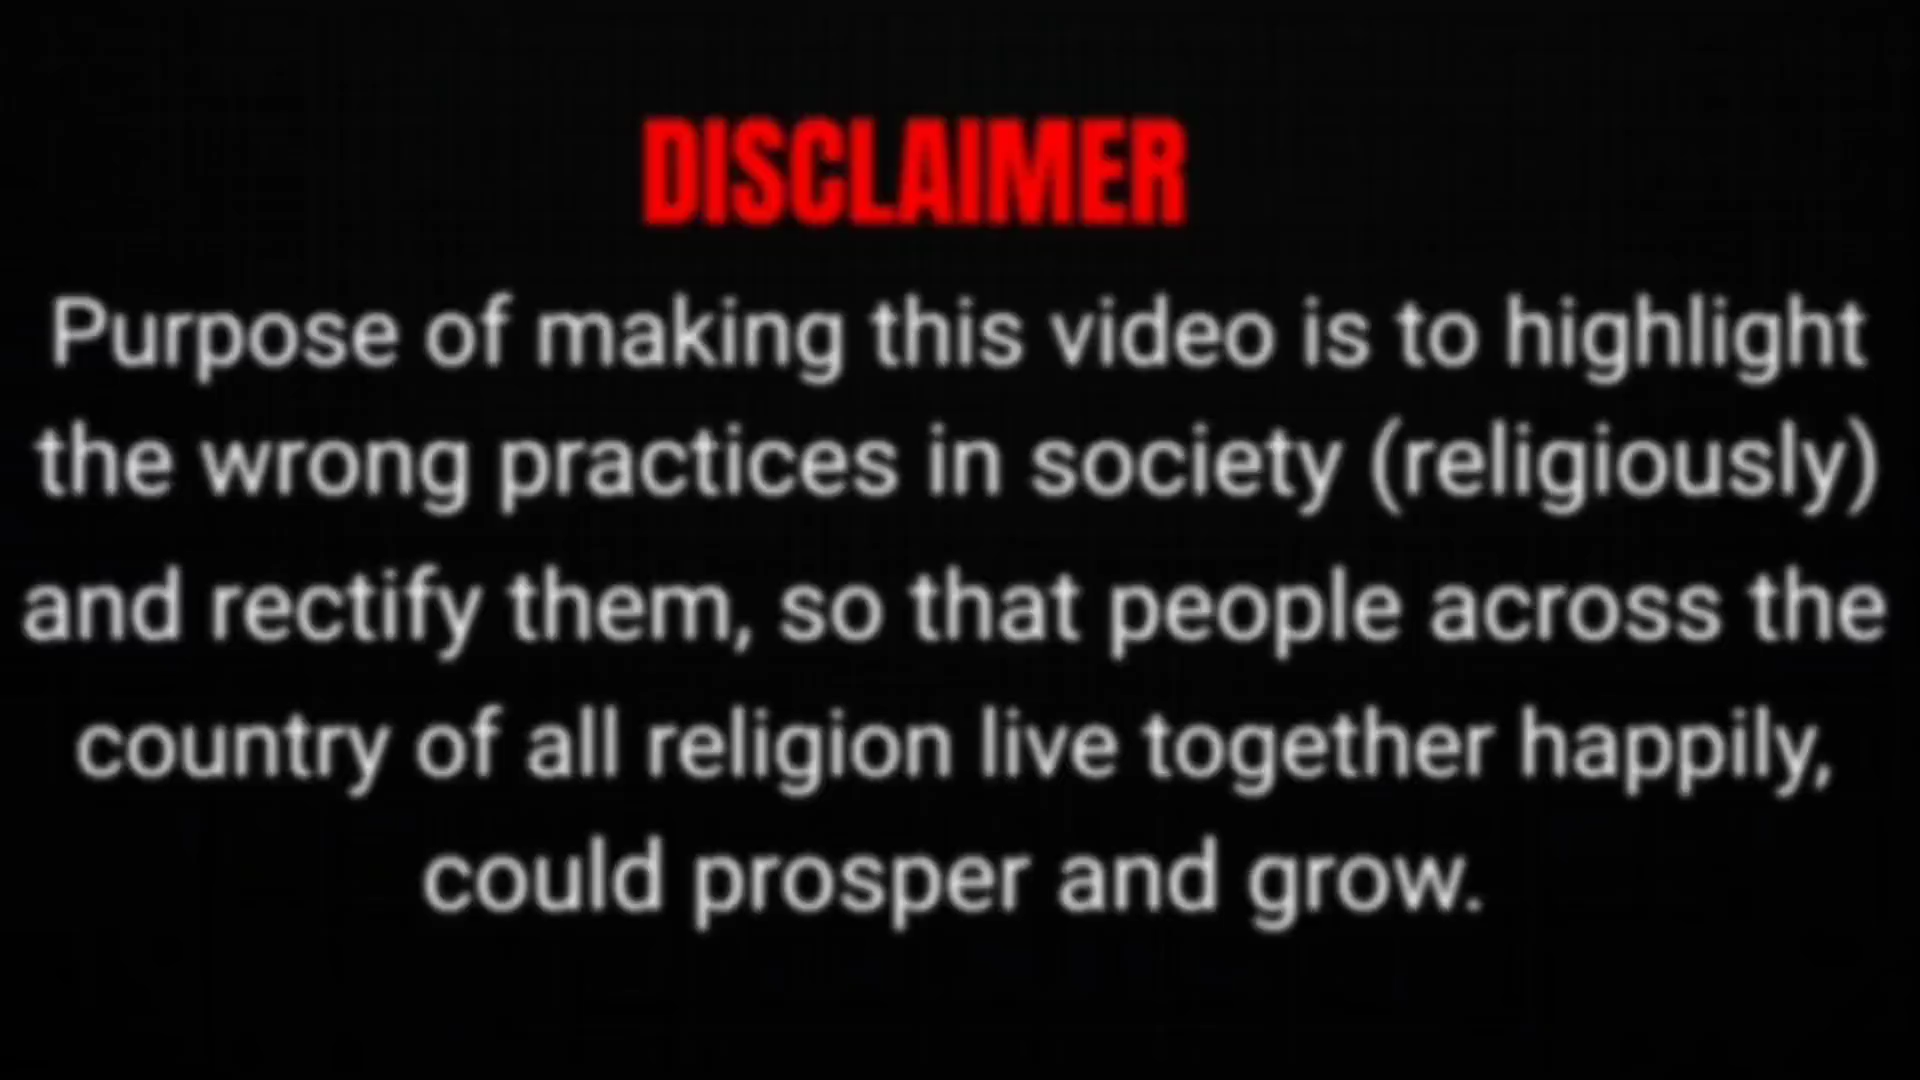 DISCLAIMER
Purpose of making this video is to highlight
the wrong practices in society (religiously)
and rectify them, so that people across the
country of all religion live together happily,
could prosper and grow.